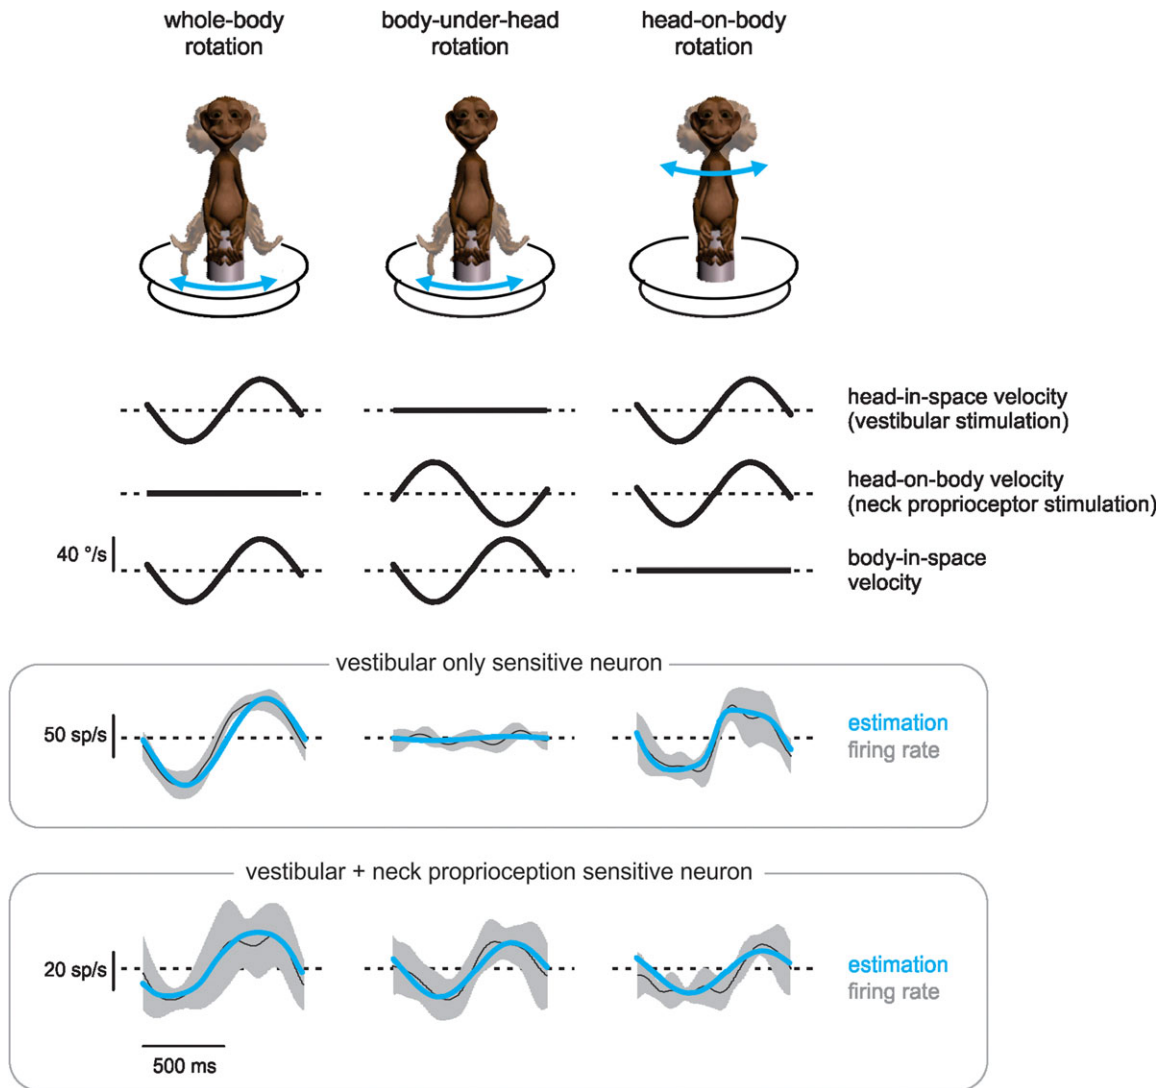 whole-body
rotation
body-under-head
rotation
head-on-body
rotation
head-in-space velocity
(vestibular stimulation)
head-on-body velocity
(neck proprioceptor stimulation)
40 °/s
body-in-space
velocity
vestibular only sensitive neuron
50 sp/s
estimation
firing rate
vestibular + neck proprioception sensitive neuron
20 sp/s
estimation
firing rate
500 ms